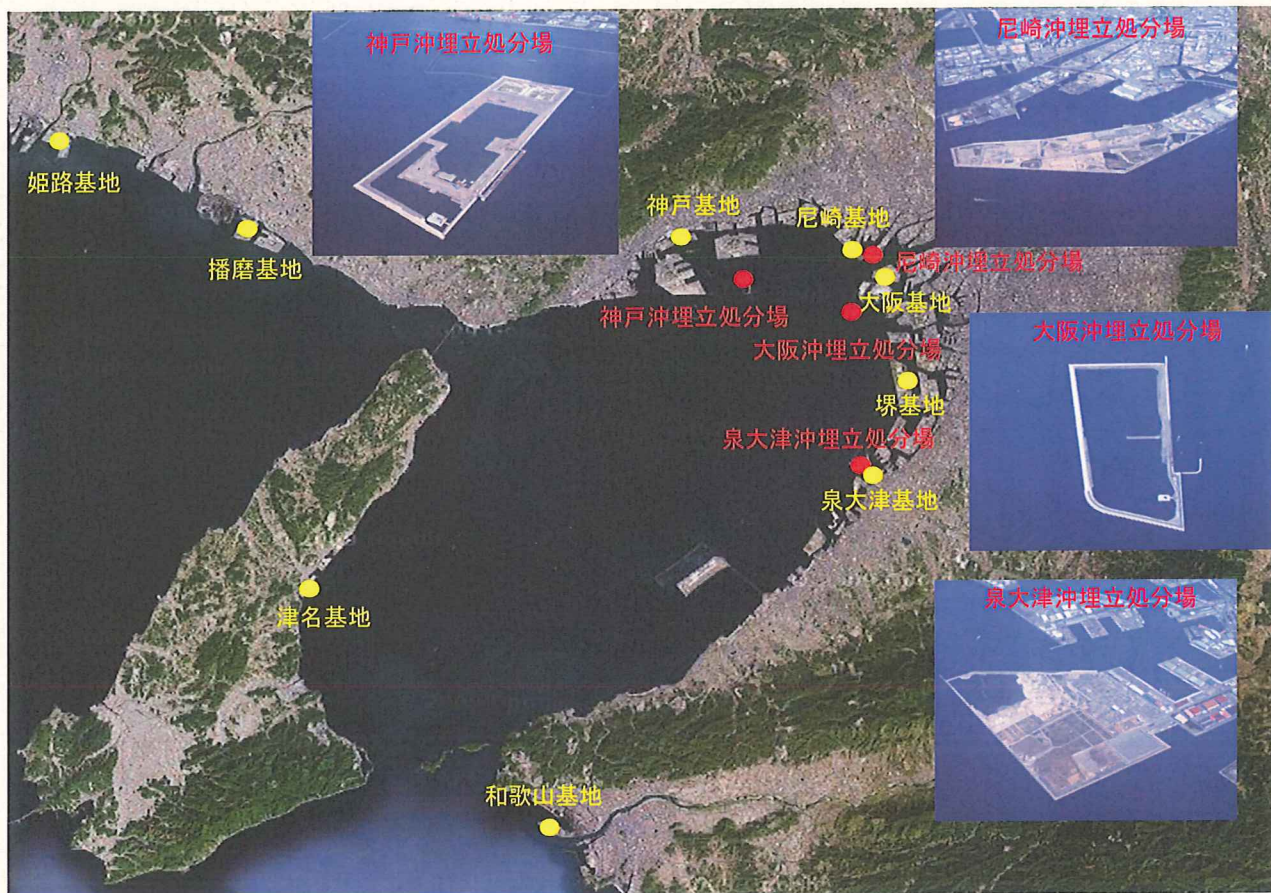 神戸沖埋立処分場
尼崎沖埋立処分場
姫路基地
神戸基地
尼崎基地
播磨基地
尼崎沖埋立処分場
大阪基地
神戸沖埋立処分場
大阪沖埋立処分場
大阪沖埋立処分場
堺基地
泉大津沖埋立処分場
泉大津基地
津名基地
泉大津沖埋立処分場
和歌山基地